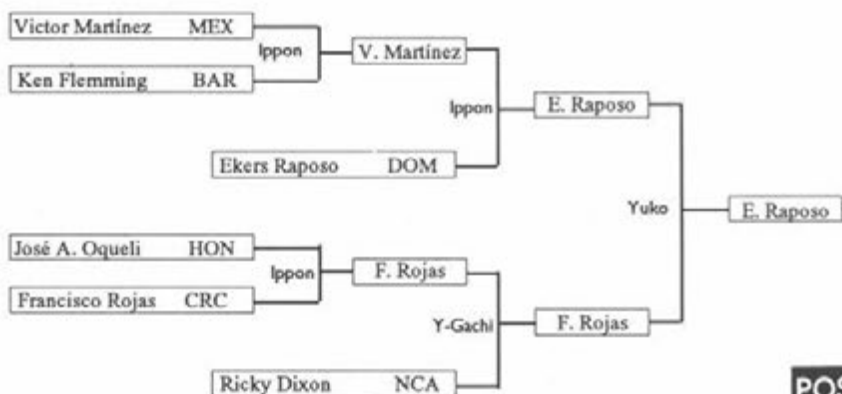 Victor Martínez MEX
Ippon
V. Martínez
Ken Flemming BAR
Ippon
E. Raposo
Ekers Raposo DOM
Yuko
E. Raposo
José A. Oqueli HON
Ippon
F. Rojas
Francisco Rojas CRC
Y-Gachi
F. Rojas
Ricky Dixon NCA
POS